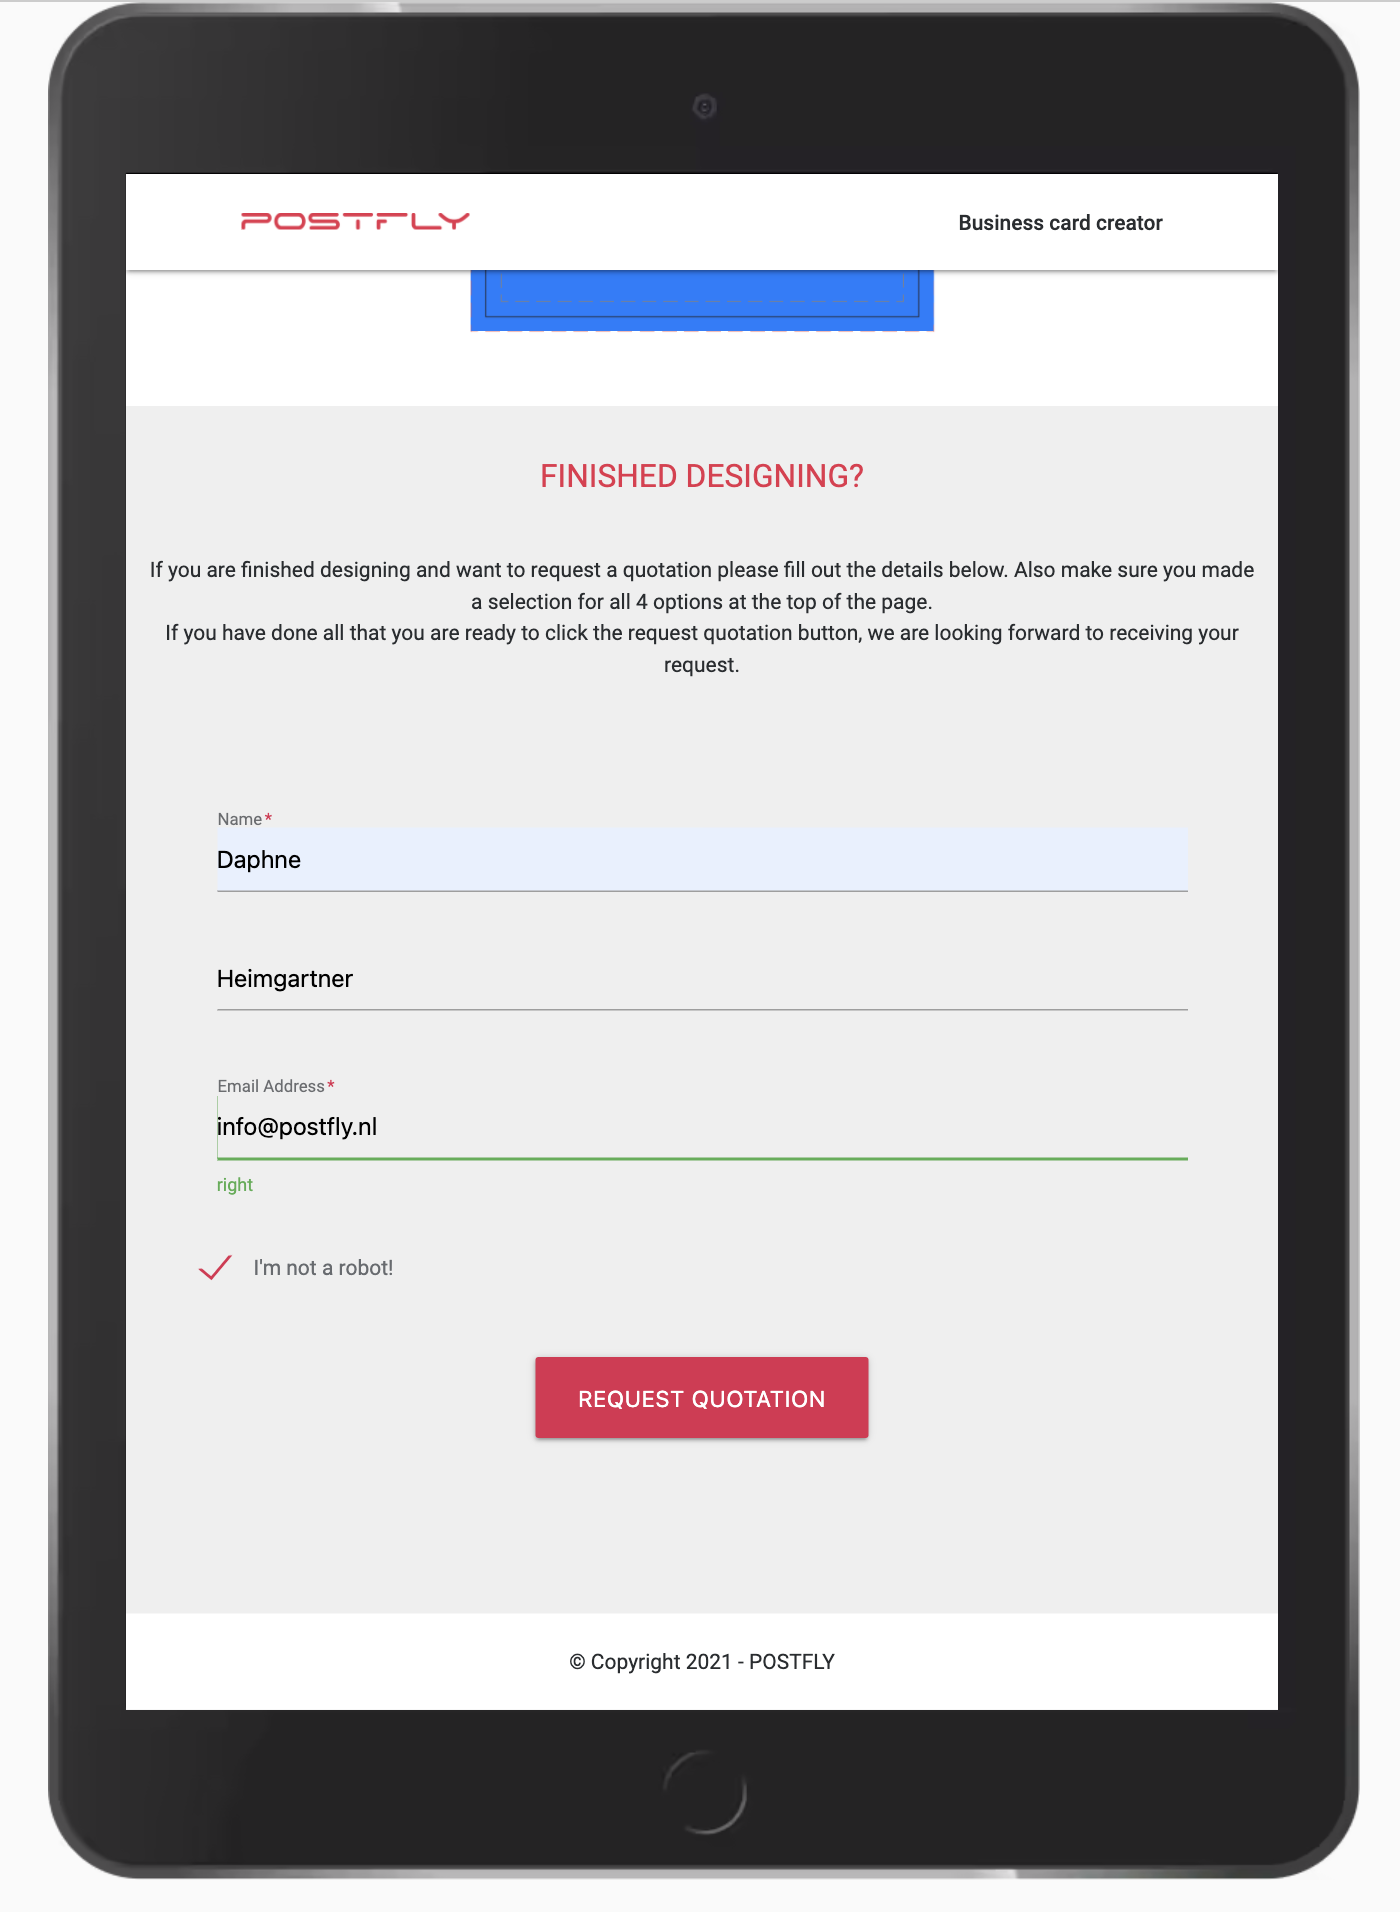 POSTFLY
Business card creator
FINISHED DESIGNING?
If you are finished designing and want to request a quotation please fill out the details below. Also make sure you made
a selection for all 4 options at the top of the page.
If you have done all that you are ready to click the request quotation button, we are looking forward to receiving your
request.
Name*
Daphne
Heimgartner
Email Address*
info@postfly.nl
right
I'm not a robot!
REQUEST QUOTATION
© Copyright 2021 - POSTFLY